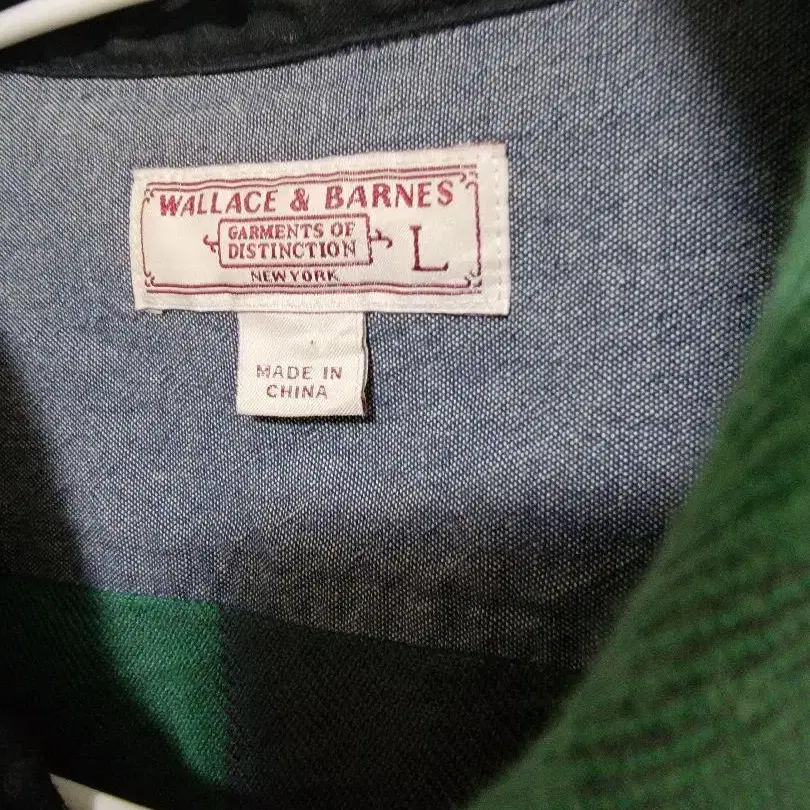 WALLACE & BARNES
GARMENTS OF
DISTINCTION
L
NEW YORK
MADE IN
CHINA